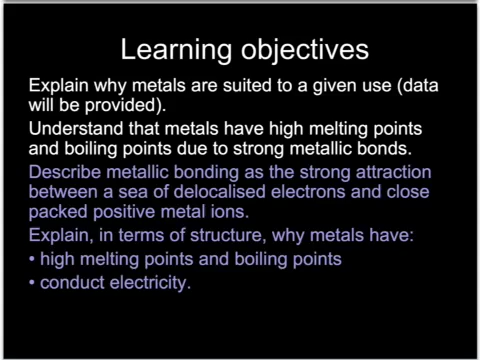 Learning objectives
Explain why metals are suited to a given use (data
will be provided).
Understand that metals have high melting points
and boiling points due to strong metallic bonds.
Describe metallic bonding as the strong attraction
between a sea of delocalised electrons and close
packed positive metal ions.
Explain, in terms of structure, why metals have:
• high melting points and boiling points
• conduct electricity.